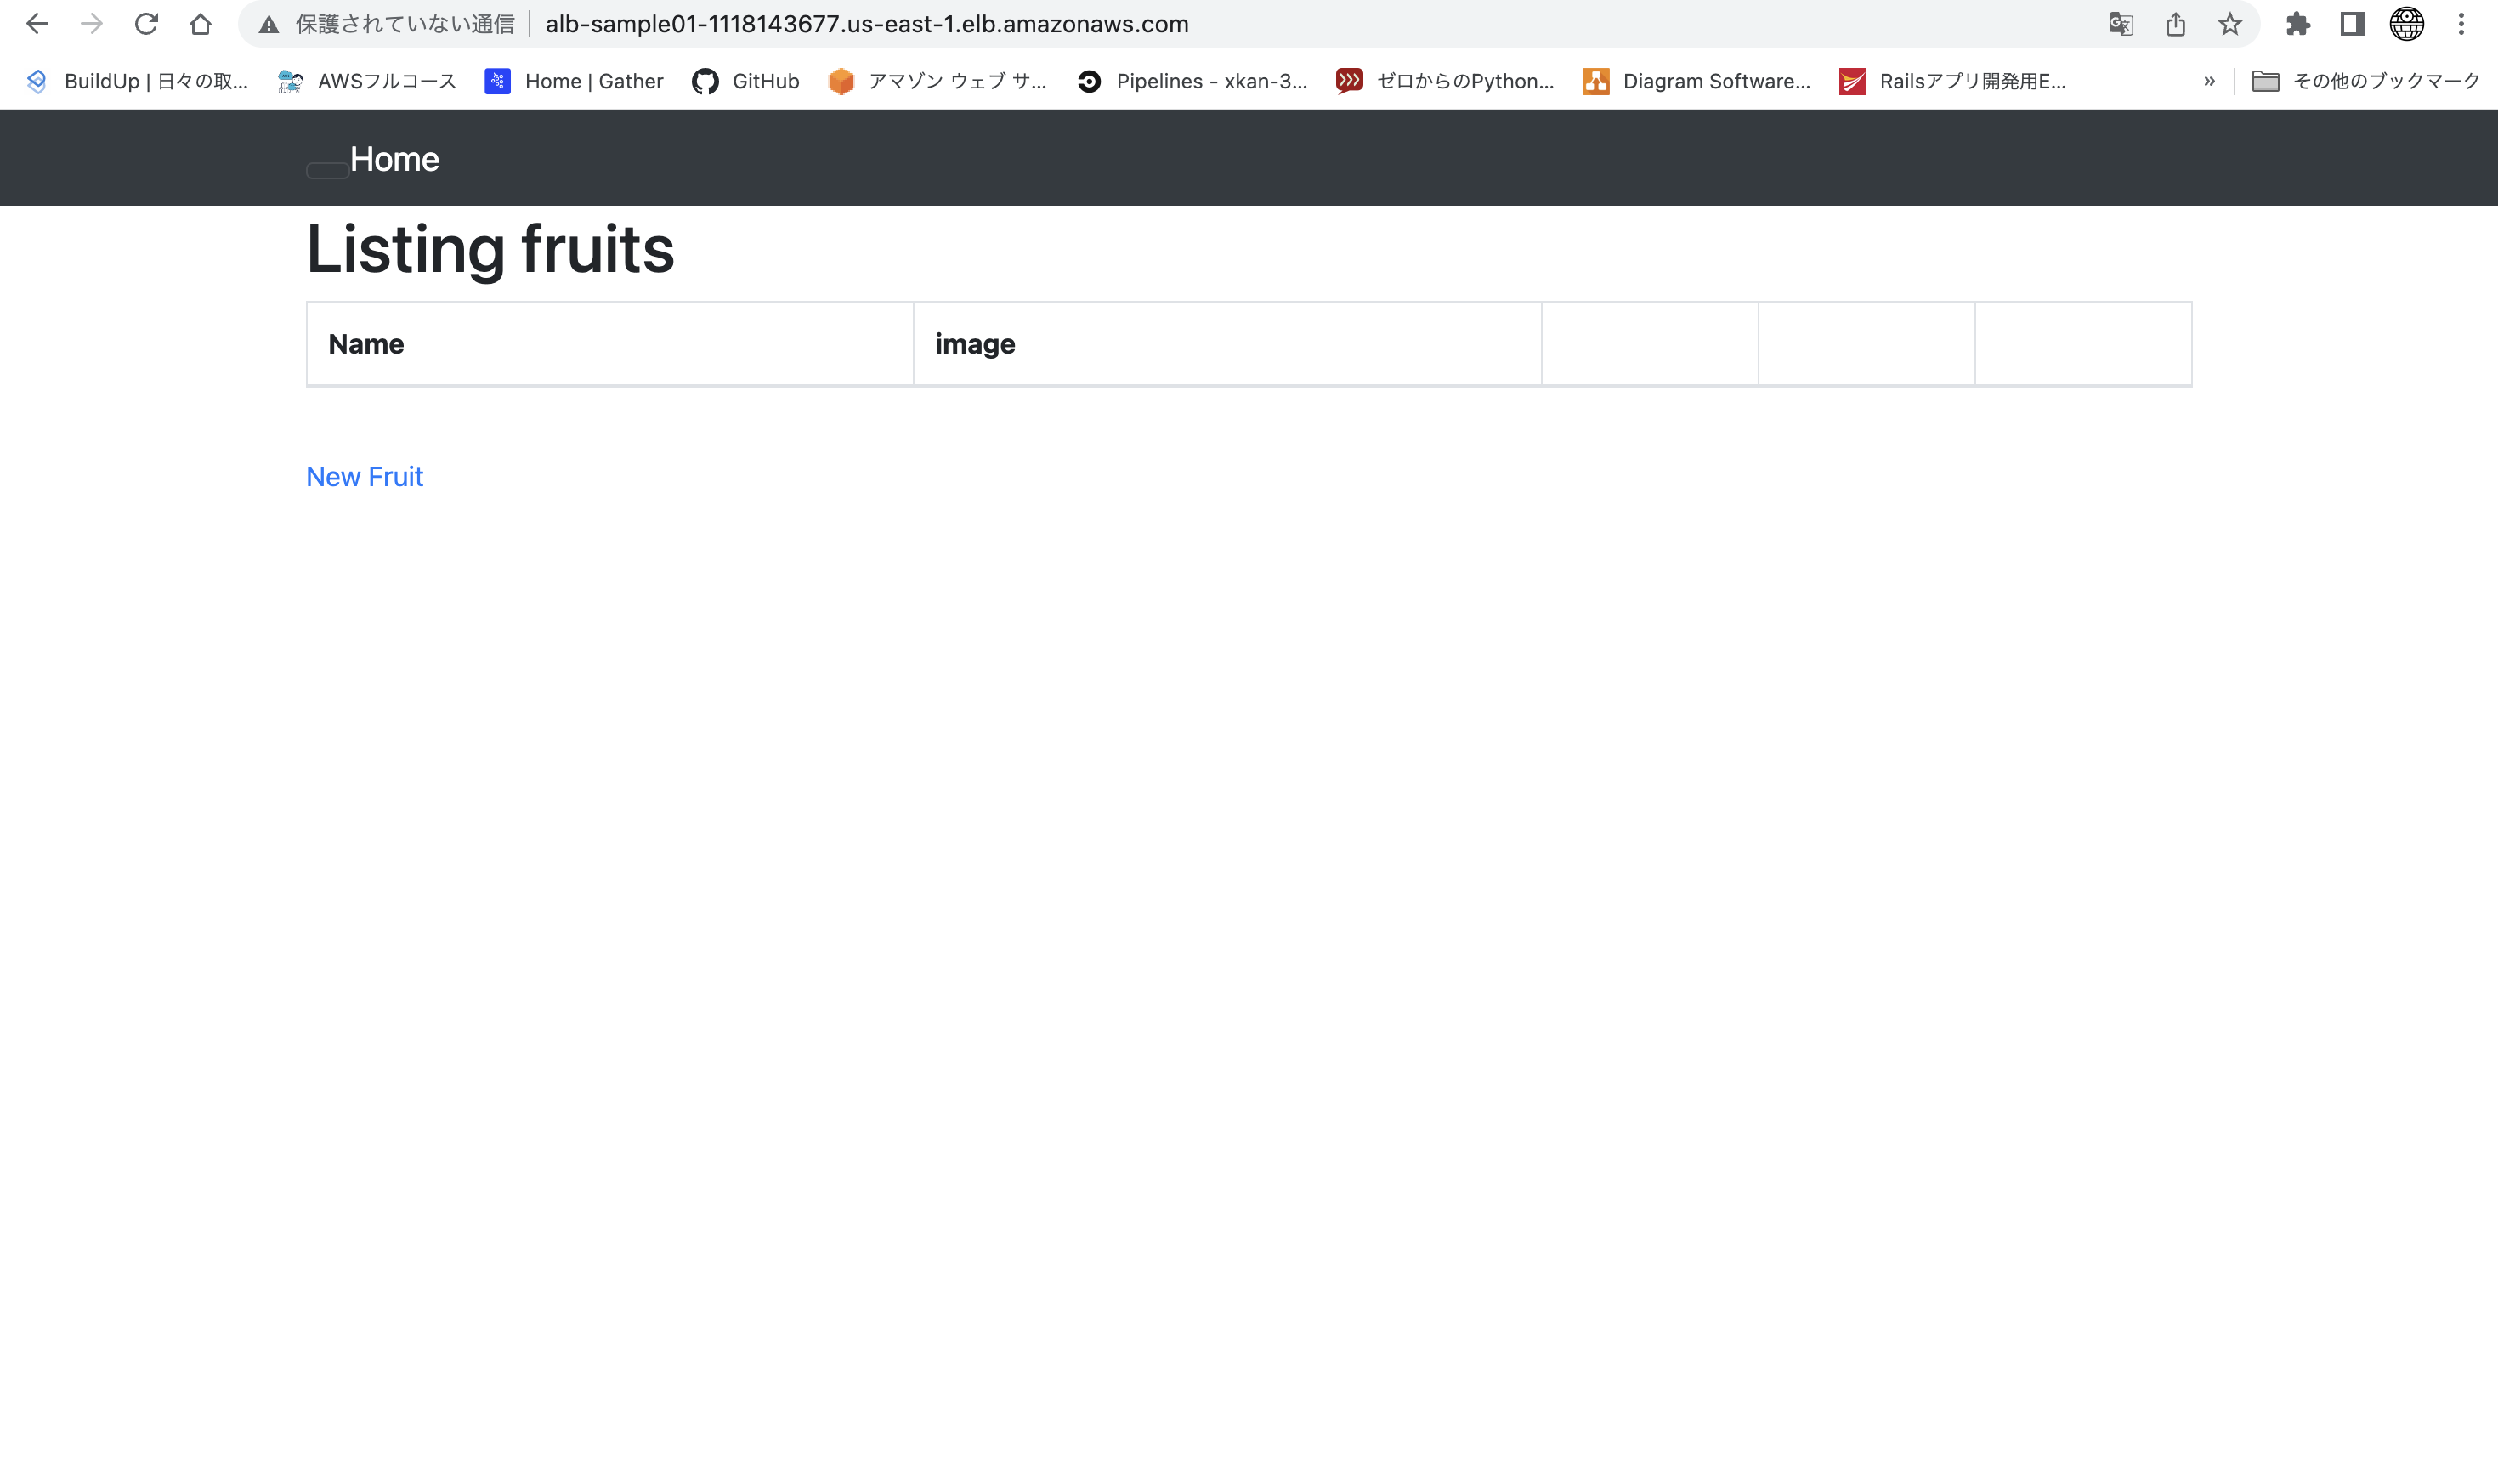 保護されていない通信 alb-sample01-1118143677.us-east-1.elb.amazonaws.com
BuildUp | 日々の取... AWSフルコース Home | Gather GitHub アマゾン ウェブ サ... Pipelines - xkan-3... ゼロからのPython... Diagram Software... Railsアプリ開発用E... » その他のブックマーク
Home
Listing fruits
Name image
New Fruit